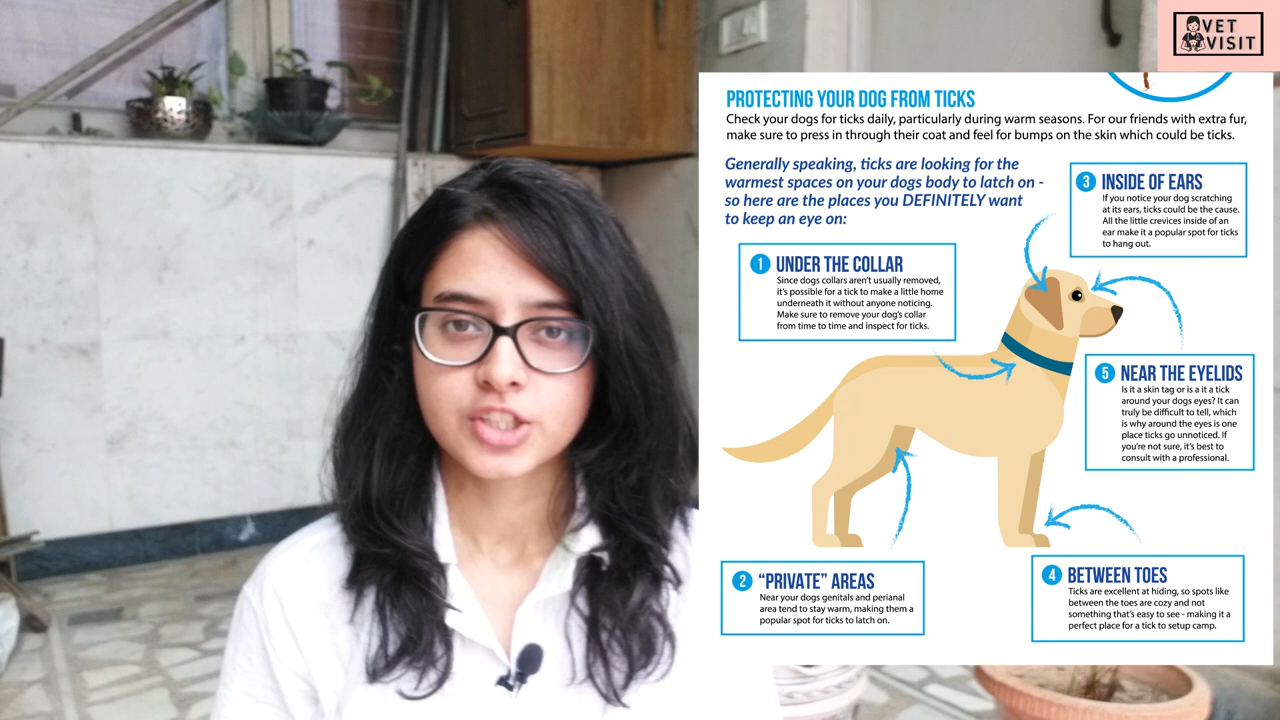 VET
VISIT
PROTECTING YOUR DOG FROM TICKS
Check your dogs for ticks daily, particularly during warm seasons. For our friends with extra fur,
make sure to press in through their coat and feel for bumps on the skin which could be ticks.
Generally speaking, ticks are looking for the
warmest spaces on your dogs body to latch on -
so here are the places you DEFINITELY want
to keep an eye on:
1 UNDER THE COLLAR
Since dogs collars aren't usually removed,
it's possible for a tick to make a little home
underneath it without anyone noticing.
Make sure to remove your dog's collar
from time to time and inspect for ticks.
2 "PRIVATE" AREAS
Near your dogs genitals and perianal
area tend to stay warm, making them a
popular spot for ticks to latch on.
3 INSIDE OF EARS
If you notice your dog scratching
at its ears, ticks could be the cause.
All the little crevices inside of an
ear make it a popular spot for ticks
to hang out.
4 BETWEEN TOES
Ticks are excellent at hiding, so spots like
between the toes are cozy and not
something that's easy to see - making it a
perfect place for a tick to setup camp.
5 NEAR THE EYELIDS
Is it a skin tag or is a it a tick
around your dogs eyes? It can
truly be difficult to tell, which
is why around the eyes is one
place ticks go unnoticed. If
you're not sure, it's best to
consult with a professional.